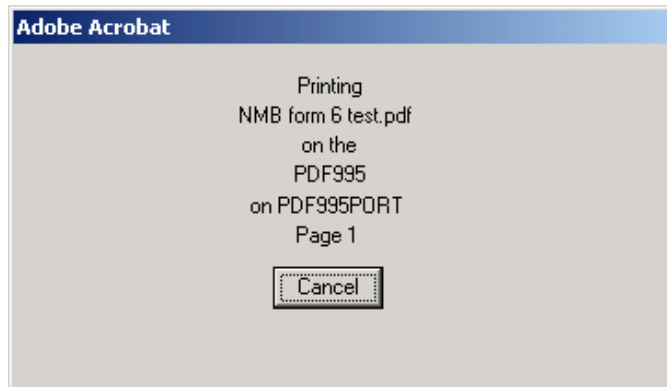 Adobe Acrobat
Printing
NMB form 6 test.pdf
on the
PDF995
on PDF995PORT
Page 1
Cancel